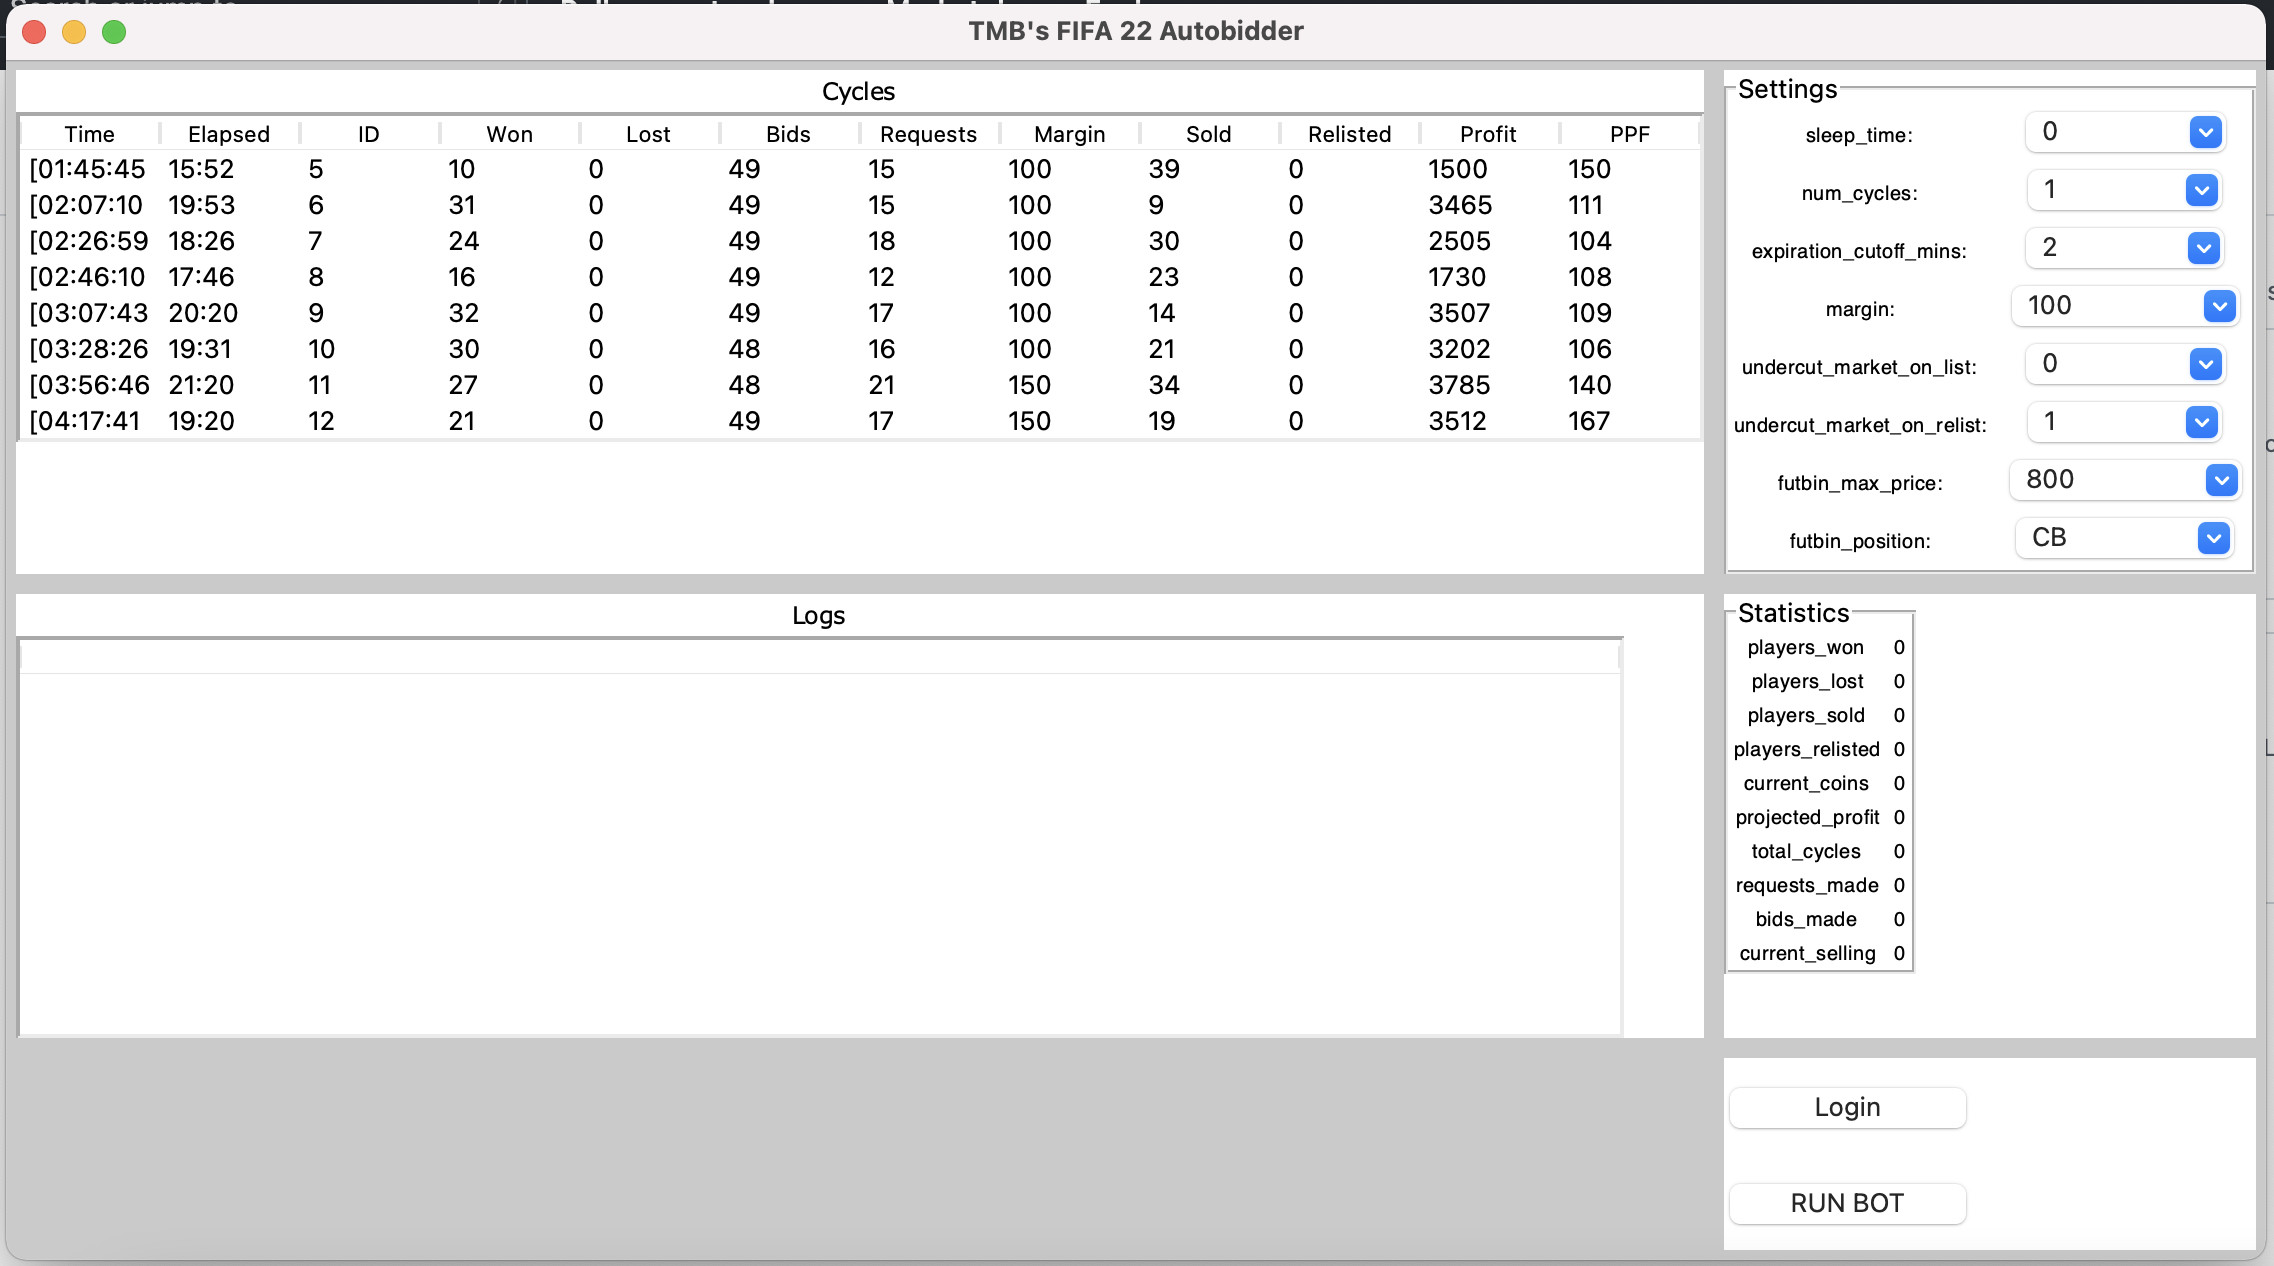 TMB's FIFA 22 Autobidder
Cycles
Time Elapsed ID Won Lost Bids Requests Margin Sold Relisted Profit PPF
[01:45:45 15:52 5 10 0 49 15 100 39 0 1500 150
[02:07:10 19:53 6 31 0 49 15 100 9 0 3465 111
[02:26:59 18:26 7 24 0 49 18 100 30 0 2505 104
[02:46:10 17:46 8 16 0 49 12 100 23 0 1730 108
[03:07:43 20:20 9 32 0 49 17 100 14 0 3507 109
[03:28:26 19:31 10 30 0 48 16 100 21 0 3202 106
[03:56:46 21:20 11 27 0 48 21 150 34 0 3785 140
[04:17:41 19:20 12 21 0 49 17 150 19 0 3512 167
Settings
sleep_time: 0
num_cycles: 1
expiration_cutoff_mins: 2
margin: 100
undercut_market_on_list: 0
undercut_market_on_relist: 1
futbin_max_price: 800
futbin_position: CB
Logs
Statistics
players_won 0
players_lost 0
players_sold 0
players_relisted 0
current_coins 0
projected_profit 0
total_cycles 0
requests_made 0
bids_made 0
current_selling 0
Login
RUN BOT